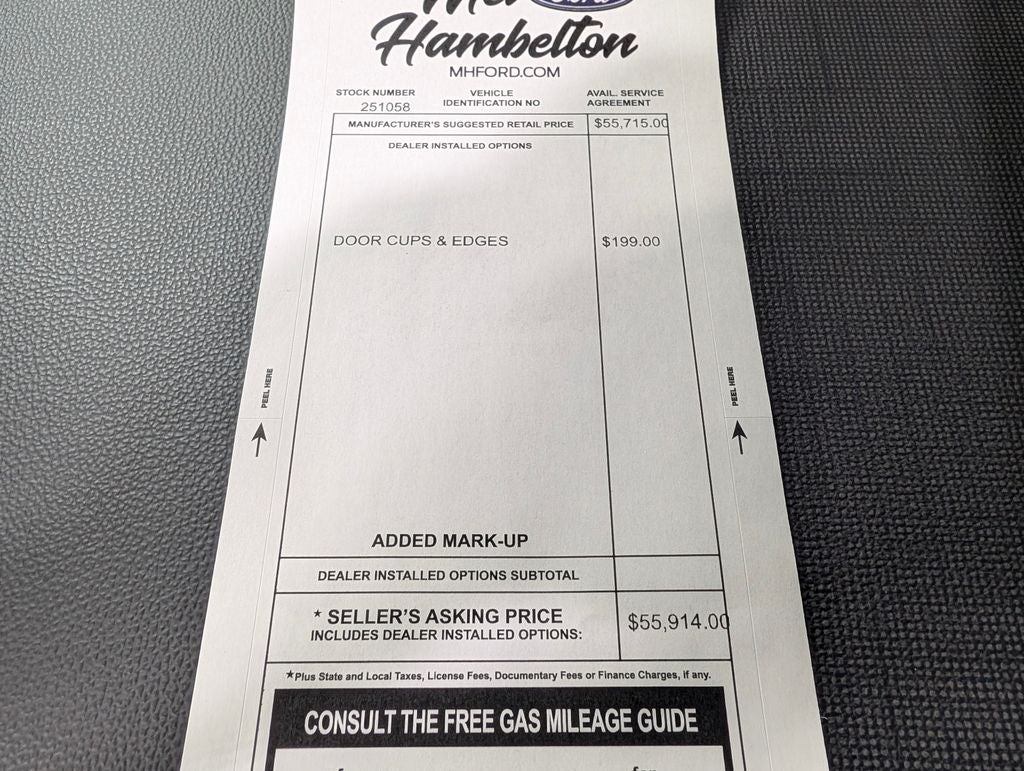 Hambelton
MHFORD.COM
STOCK NUMBER
251058
VEHICLE
IDENTIFICATION NO
AVAIL. SERVICE
AGREEMENT
MANUFACTURER'S SUGGESTED RETAIL PRICE $55,715.00
DEALER INSTALLED OPTIONS
DOOR CUPS & EDGES $199.00
PEEL HERE
PEEL HERE
ADDED MARK-UP
DEALER INSTALLED OPTIONS SUBTOTAL
* SELLER'S ASKING PRICE $55,914.00
INCLUDES DEALER INSTALLED OPTIONS:
*Plus State and Local Taxes, License Fees, Documentary Fees or Finance Charges, if any.
CONSULT THE FREE GAS MILEAGE GUIDE